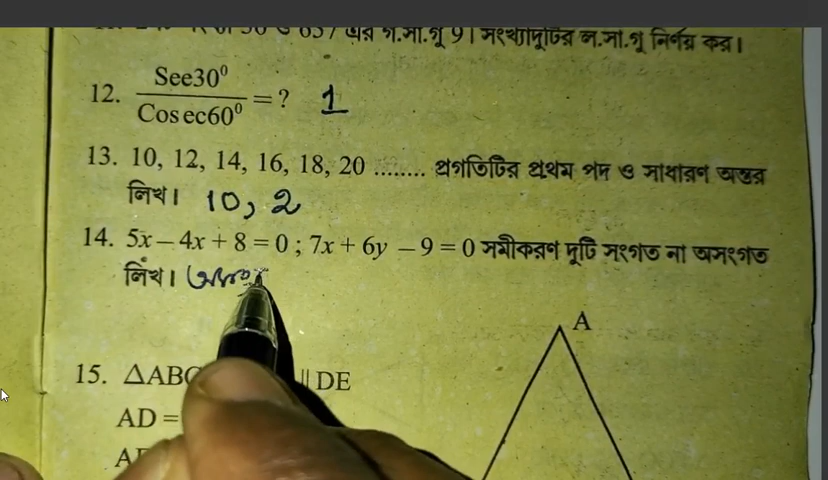 ও 657 এর গ.সা.গু 9। সংখ্যাদুটির ল.সা.গু নির্ণয় কর।
12. See30⁰ / Cosec60⁰ = ? 1
13. 10, 12, 14, 16, 18, 20 ........ প্রগতিটির প্রথম পদ ও সাধারণ অন্তর
লিখ। 10, 2
14. 5x – 4x + 8 = 0 ; 7x + 6y – 9 = 0 সমীকরণ দুটি সংগত না অসংগত
লিখ।
A
15. ΔABC || DE
AD =